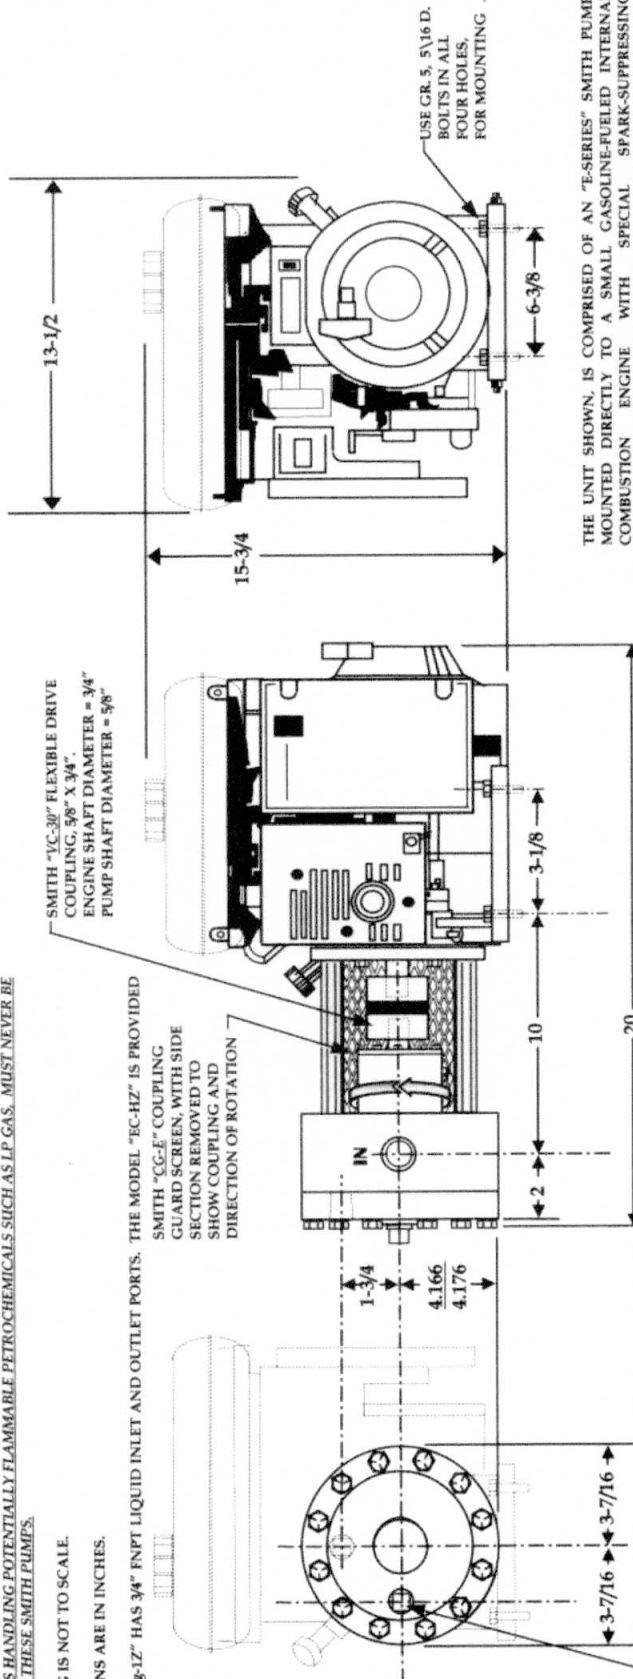 S HANDLING POTENTIALLY FLAMMABLE PETROCHEMICALS SUCH AS LP GAS, MUST NEVER BE
THESE SMITH PUMPS.
IS NOT TO SCALE.
NS ARE IN INCHES.
-1Z" HAS 3/4" FNPT LIQUID INLET AND OUTLET PORTS. THE MODEL "EC-HZ" IS PROVIDED
SMITH "VC-30" FLEXIBLE DRIVE
COUPLING, 5/8" X 3/4".
ENGINE SHAFT DIAMETER = 3/4"
PUMP SHAFT DIAMETER = 5/8"
SMITH "CG-E" COUPLING
GUARD SCREEN, WITH SIDE
SECTION REMOVED TO
SHOW COUPLING AND
DIRECTION OF ROTATION
13-1/2
15-3/4
USE GR. 5, 5\16 D.
BOLTS IN ALL
FOUR HOLES,
FOR MOUNTING
6-3/8
IN
1-3/4
4.166
4.176
2
10
3-1/8
20
3-7/16
3-7/16
THE UNIT SHOWN, IS COMPRISED OF AN "E-SERIES" SMITH PUMP
MOUNTED DIRECTLY TO A SMALL GASOLINE-FUELED INTERNA
COMBUSTION ENGINE WITH SPECIAL SPARK-SUPPRESSING